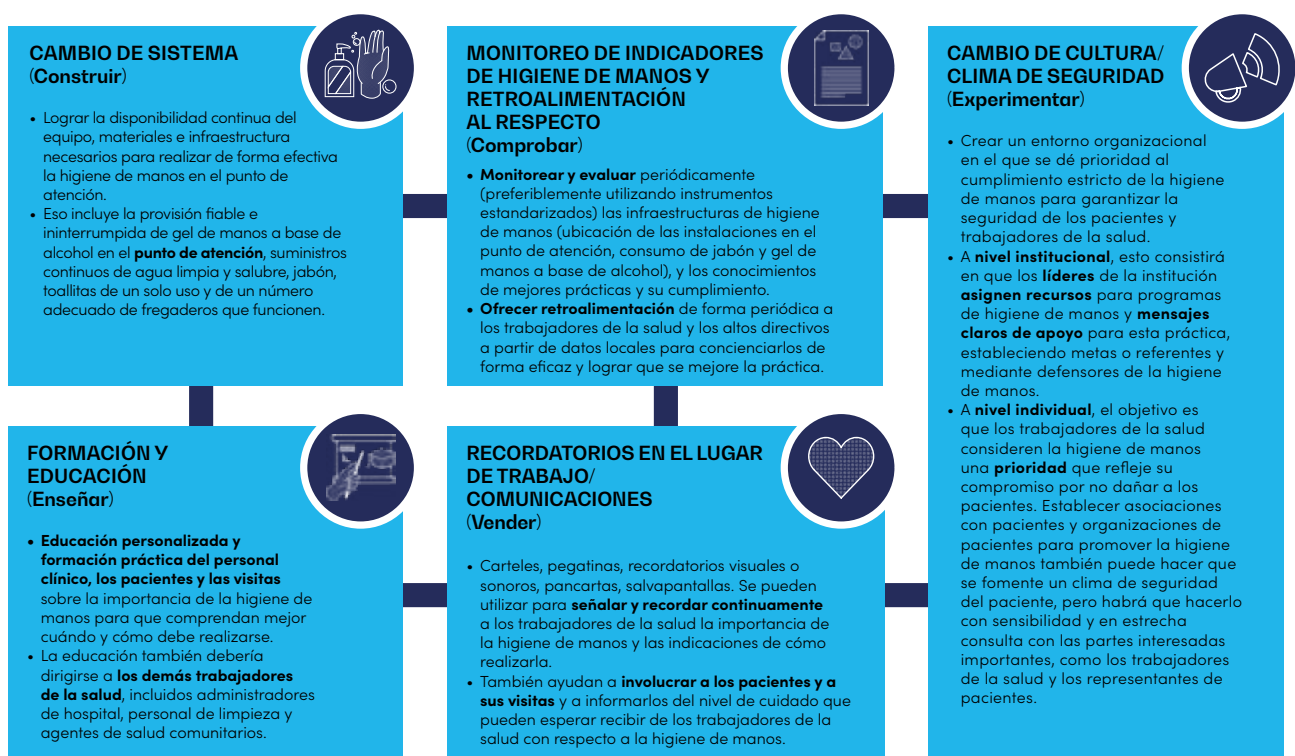 CAMBIO DE SISTEMA
(Construir)
• Lograr la disponibilidad continua del
equipo, materiales e infraestructura
necesarios para realizar de forma efectiva
la higiene de manos en el punto de
atención.
• Eso incluye la provisión fiable e
ininterrumpida de gel de manos a base de
alcohol en el punto de atención, suministros
continuos de agua limpia y salubre, jabón,
toallitas de un solo uso y de un número
adecuado de fregaderos que funcionen.
MONITOREO DE INDICADORES
DE HIGIENE DE MANOS Y
RETROALIMENTACIÓN
AL RESPECTO
(Comprobar)
• Monitorear y evaluar periódicamente
(preferiblemente utilizando instrumentos
estandarizados) las infraestructuras de higiene
de manos (ubicación de las instalaciones en el
punto de atención, consumo de jabón y gel de
manos a base de alcohol), y los conocimientos
de mejores prácticas y su cumplimiento.
• Ofrecer retroalimentación de forma periódica a
los trabajadores de la salud y los altos directivos
a partir de datos locales para concienciarlos de
forma eficaz y lograr que se mejore la práctica.
CAMBIO DE CULTURA/
CLIMA DE SEGURIDAD
(Experimentar)
• Crear un entorno organizacional
en el que se dé prioridad al
cumplimiento estricto de la higiene
de manos para garantizar la
seguridad de los pacientes y
trabajadores de la salud.
• A nivel institucional, esto consistirá
en que los líderes de la institución
asignen recursos para programas
de higiene de manos y mensajes
claros de apoyo para esta práctica,
estableciendo metas o referentes y
mediante defensores de la higiene
de manos.
• A nivel individual, el objetivo es
que los trabajadores de la salud
consideren la higiene de manos
una prioridad que refleje su
compromiso por no dañar a los
pacientes. Establecer asociaciones
con pacientes y organizaciones de
pacientes para promover la higiene
de manos también puede hacer que
se fomente un clima de seguridad
del paciente, pero habrá que hacerlo
con sensibilidad y en estrecha
consulta con las partes interesadas
importantes, como los trabajadores
de la salud y los representantes de
pacientes.
FORMACIÓN Y
EDUCACIÓN
(Enseñar)
• Educación personalizada y
formación práctica del personal
clínico, los pacientes y las visitas
sobre la importancia de la higiene de
manos para que comprendan mejor
cuándo y cómo debe realizarse.
• La educación también debería
dirigirse a los demás trabajadores
de la salud, incluidos administradores
de hospital, personal de limpieza y
agentes de salud comunitarios.
RECORDATORIOS EN EL LUGAR
DE TRABAJO/
COMUNICACIONES
(Vender)
• Carteles, pegatinas, recordatorios visuales o
sonoros, pancartas, salvapantallas. Se pueden
utilizar para señalar y recordar continuamente
a los trabajadores de la salud la importancia de
la higiene de manos y las indicaciones de cómo
realizarla.
• También ayudan a involucrar a los pacientes y a
sus visitas y a informarlos del nivel de cuidado que
pueden esperar recibir de los trabajadores de la
salud con respecto a la higiene de manos.